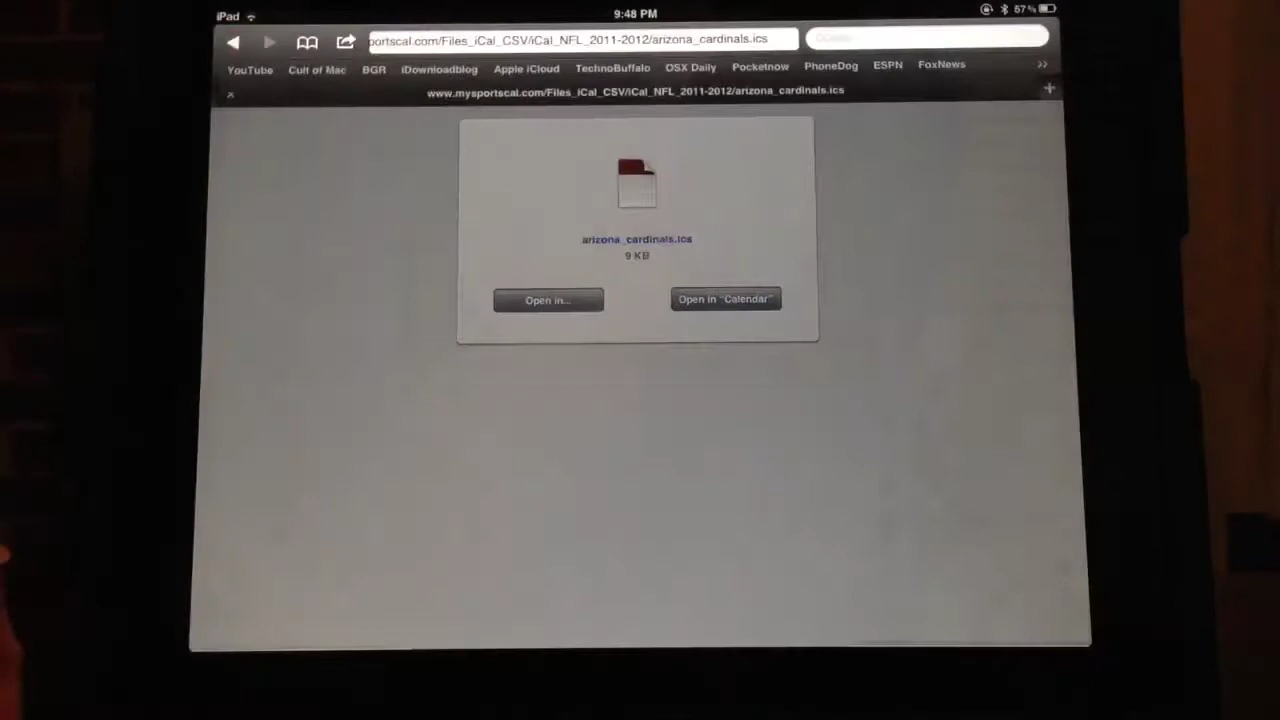 iPad
9:48 PM
57%
portscal.com/Files_iCal_CSV/iCal_NFL_2011-2012/arizona_cardinals.ics
YouTube Cult of Mac BGR iDownloadblog Apple iCloud TechnoBuffalo OSX Daily Pocketnow PhoneDog ESPN FoxNews
www.mysportscal.com/Files_iCal_CSV/iCal_NFL_2011-2012/arizona_cardinals.ics
arizona_cardinals.ics
9 KB
Open in...
Open in "Calendar"